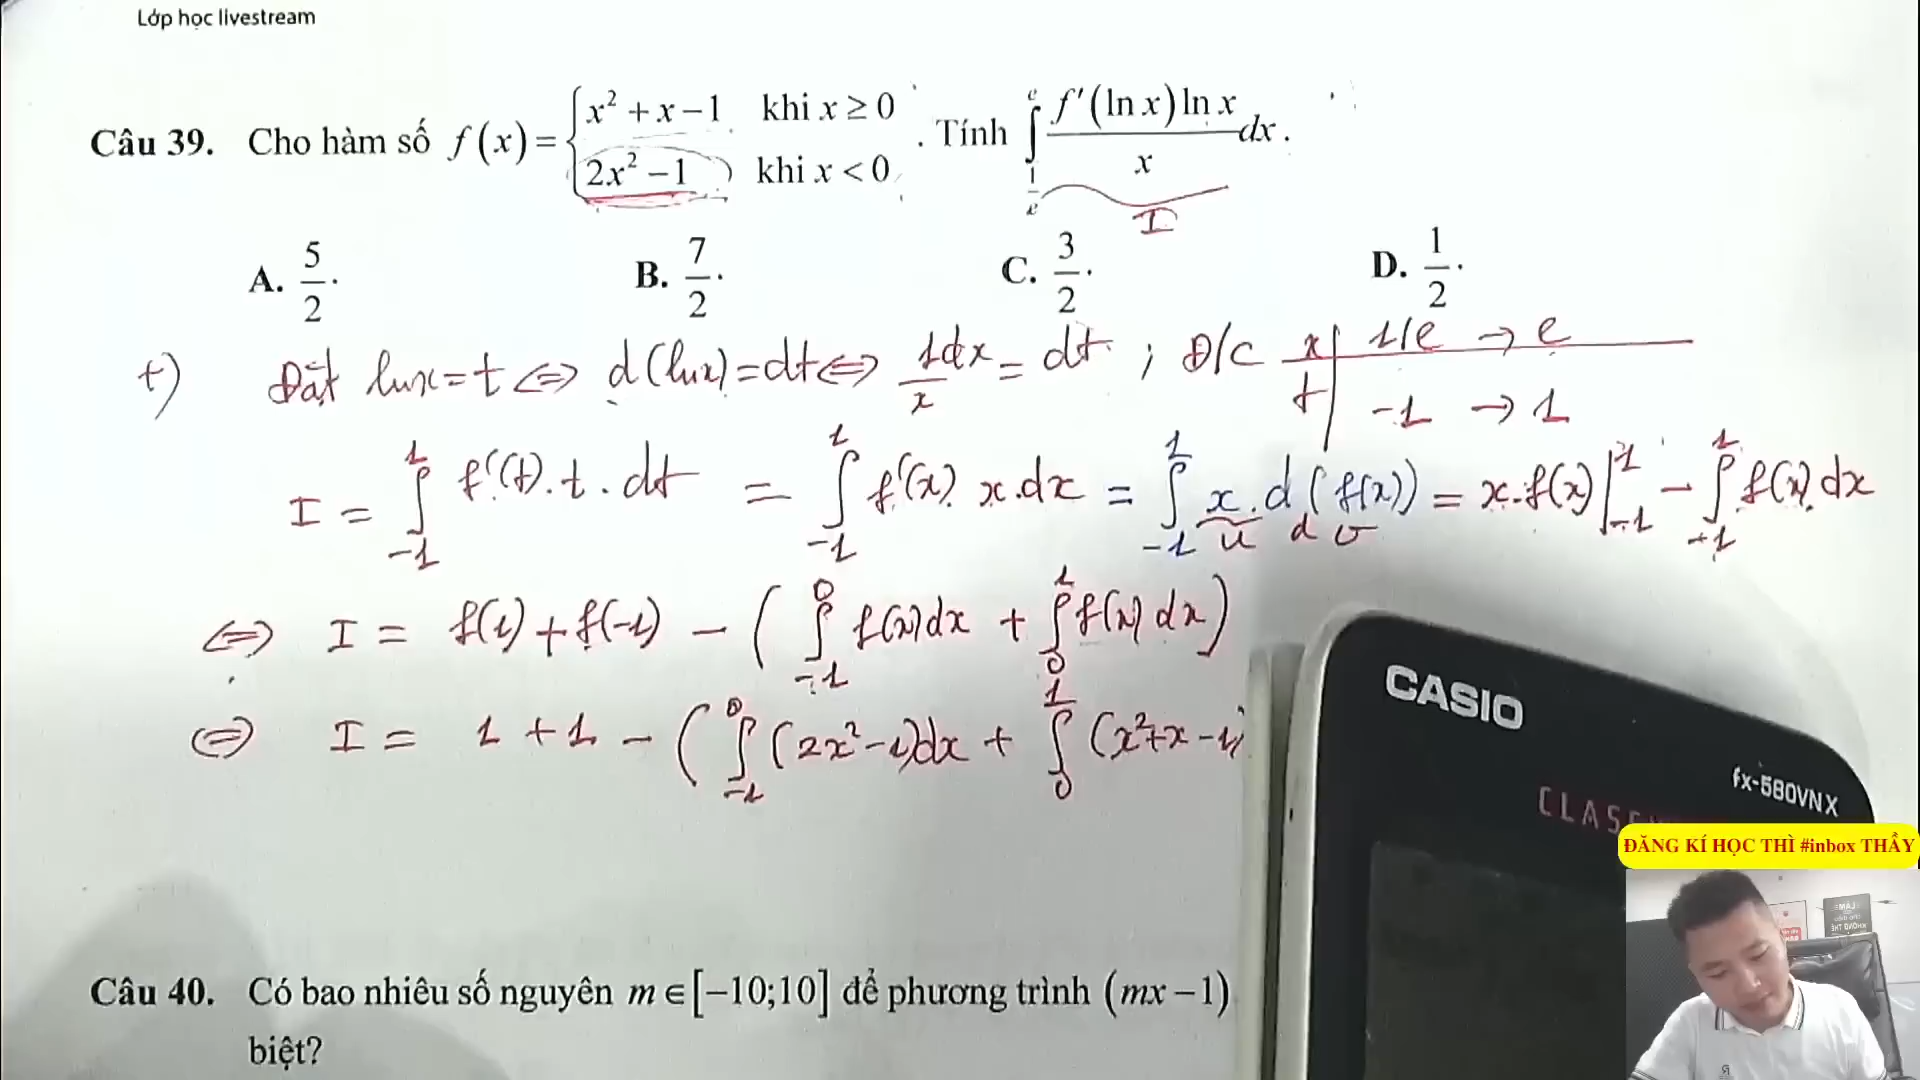 Lớp học livestream
Câu 39. Cho hàm số f(x) = { x² + x − 1 khi x ≥ 0
2x² − 1 khi x < 0 . Tính ∫_{1/e}^{e} f′(ln x) ln x / x dx.
I
A. 5/2. B. 7/2. C. 3/2. D. 1/2.
t) Đặt lnx = t ⇔ d(lnx) = dt ⇔ 1dx/x = dt ; Đ/C x | 1/e → e
t | -1 → 1
I = ∫_{-1}^{1} f'(t).t.dt = ∫_{-1}^{1} f'(x) x.dx = ∫_{-1}^{1} x.d(f(x)) = x.f(x)|_{-1}^{1} − ∫_{-1}^{1} f(x).dx
u dv
⇔ I = f(1) + f(-1) − ( ∫_{-1}^{0} f(x)dx + ∫_{0}^{1} f(x)dx )
⇔ I = 1 + 1 − ( ∫_{-1}^{0} (2x²-1)dx + ∫_{0}^{1} (x²+x-1)
CASIO
fx-580VN X
CLASS
ĐĂNG KÍ HỌC THÌ #inbox THẦY
Câu 40. Có bao nhiêu số nguyên m ∈ [−10;10] để phương trình (mx − 1)
biệt?